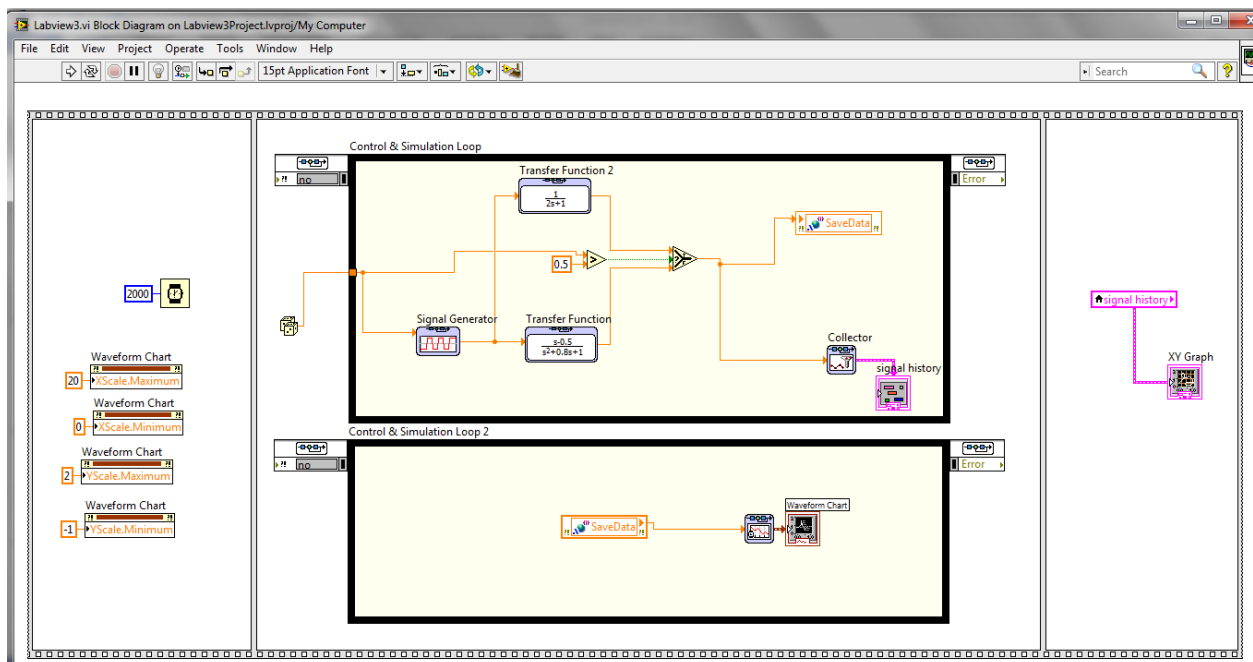 Labview3.vi Block Diagram on Labview3Project.lvproj/My Computer
File Edit View Project Operate Tools Window Help
15pt Application Font
Search
?
2000
Waveform Chart
20
XScale.Maximum
Waveform Chart
0
XScale.Minimum
Waveform Chart
2
YScale.Maximum
Waveform Chart
-1
YScale.Minimum
Control & Simulation Loop
?! no
Error
Transfer Function 2
1
2s+1
0.5
>
?
SaveData
Signal Generator
Transfer Function
s-0.5
s²+0.8s+1
Collector
signal history
Control & Simulation Loop 2
?! no
Error
SaveData
Waveform Chart
signal history
XY Graph